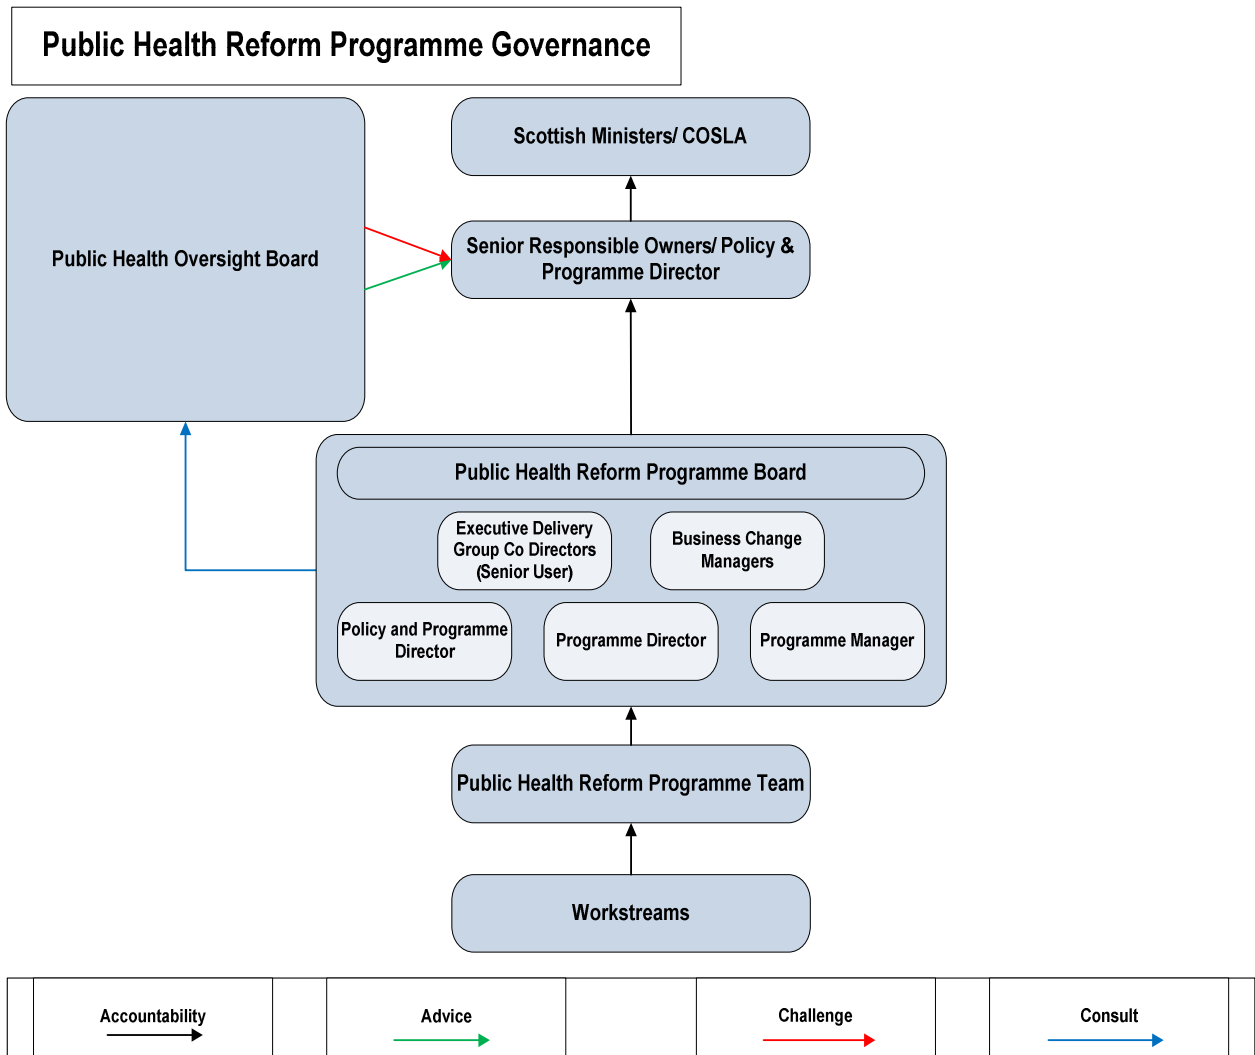 Public Health Reform Programme Governance
Scottish Ministers/ COSLA
Public Health Oversight Board
Senior Responsible Owners/ Policy &
Programme Director
Public Health Reform Programme Board
Executive Delivery
Group Co Directors
(Senior User)
Business Change
Managers
Policy and Programme
Director
Programme Director
Programme Manager
Public Health Reform Programme Team
Workstreams
Accountability
Advice
Challenge
Consult